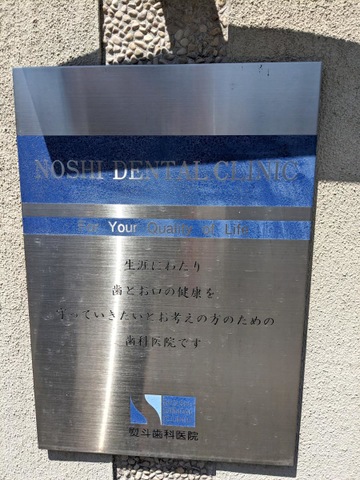 NOSHI DENTAL CLINIC
For Your Quality of Life
生涯にわたり
歯とお口の健康を
守っていきたいとお考えの方のための
歯科医院です
熨斗歯科医院